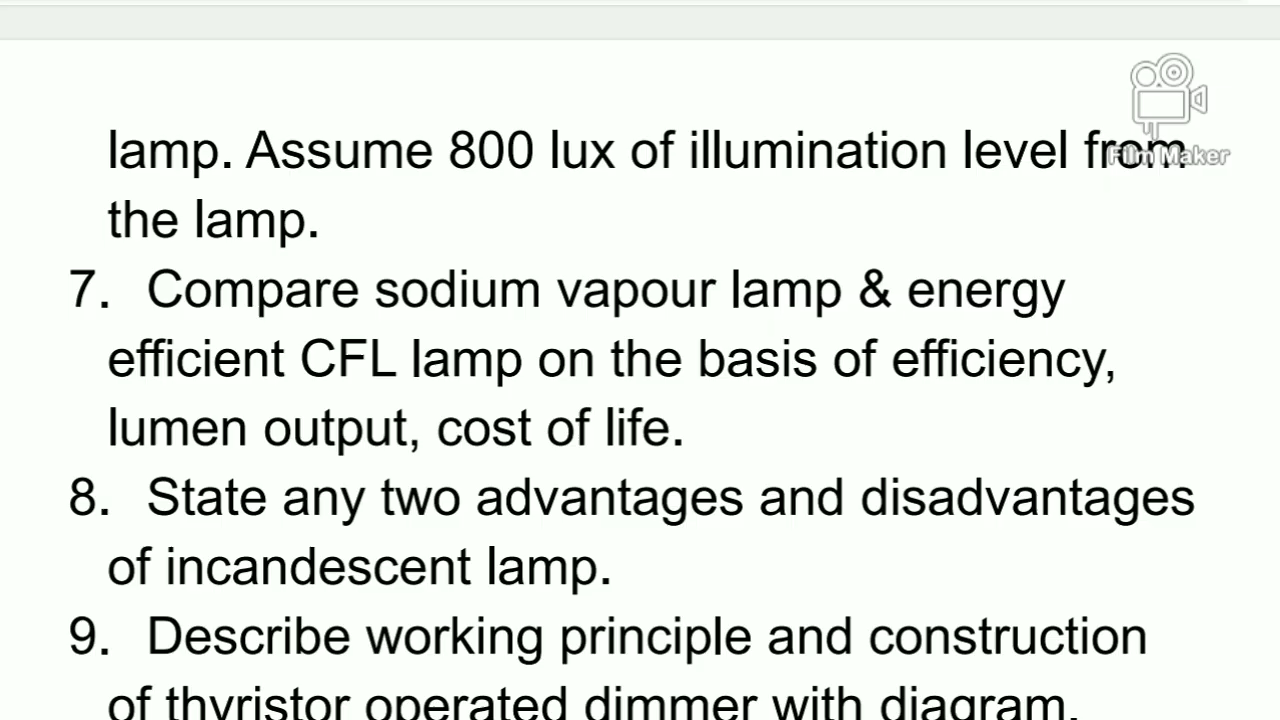 lamp. Assume 800 lux of illumination level from
Film Maker
the lamp.
7. Compare sodium vapour lamp & energy
efficient CFL lamp on the basis of efficiency,
lumen output, cost of life.
8. State any two advantages and disadvantages
of incandescent lamp.
9. Describe working principle and construction
of thyristor operated dimmer with diagram.